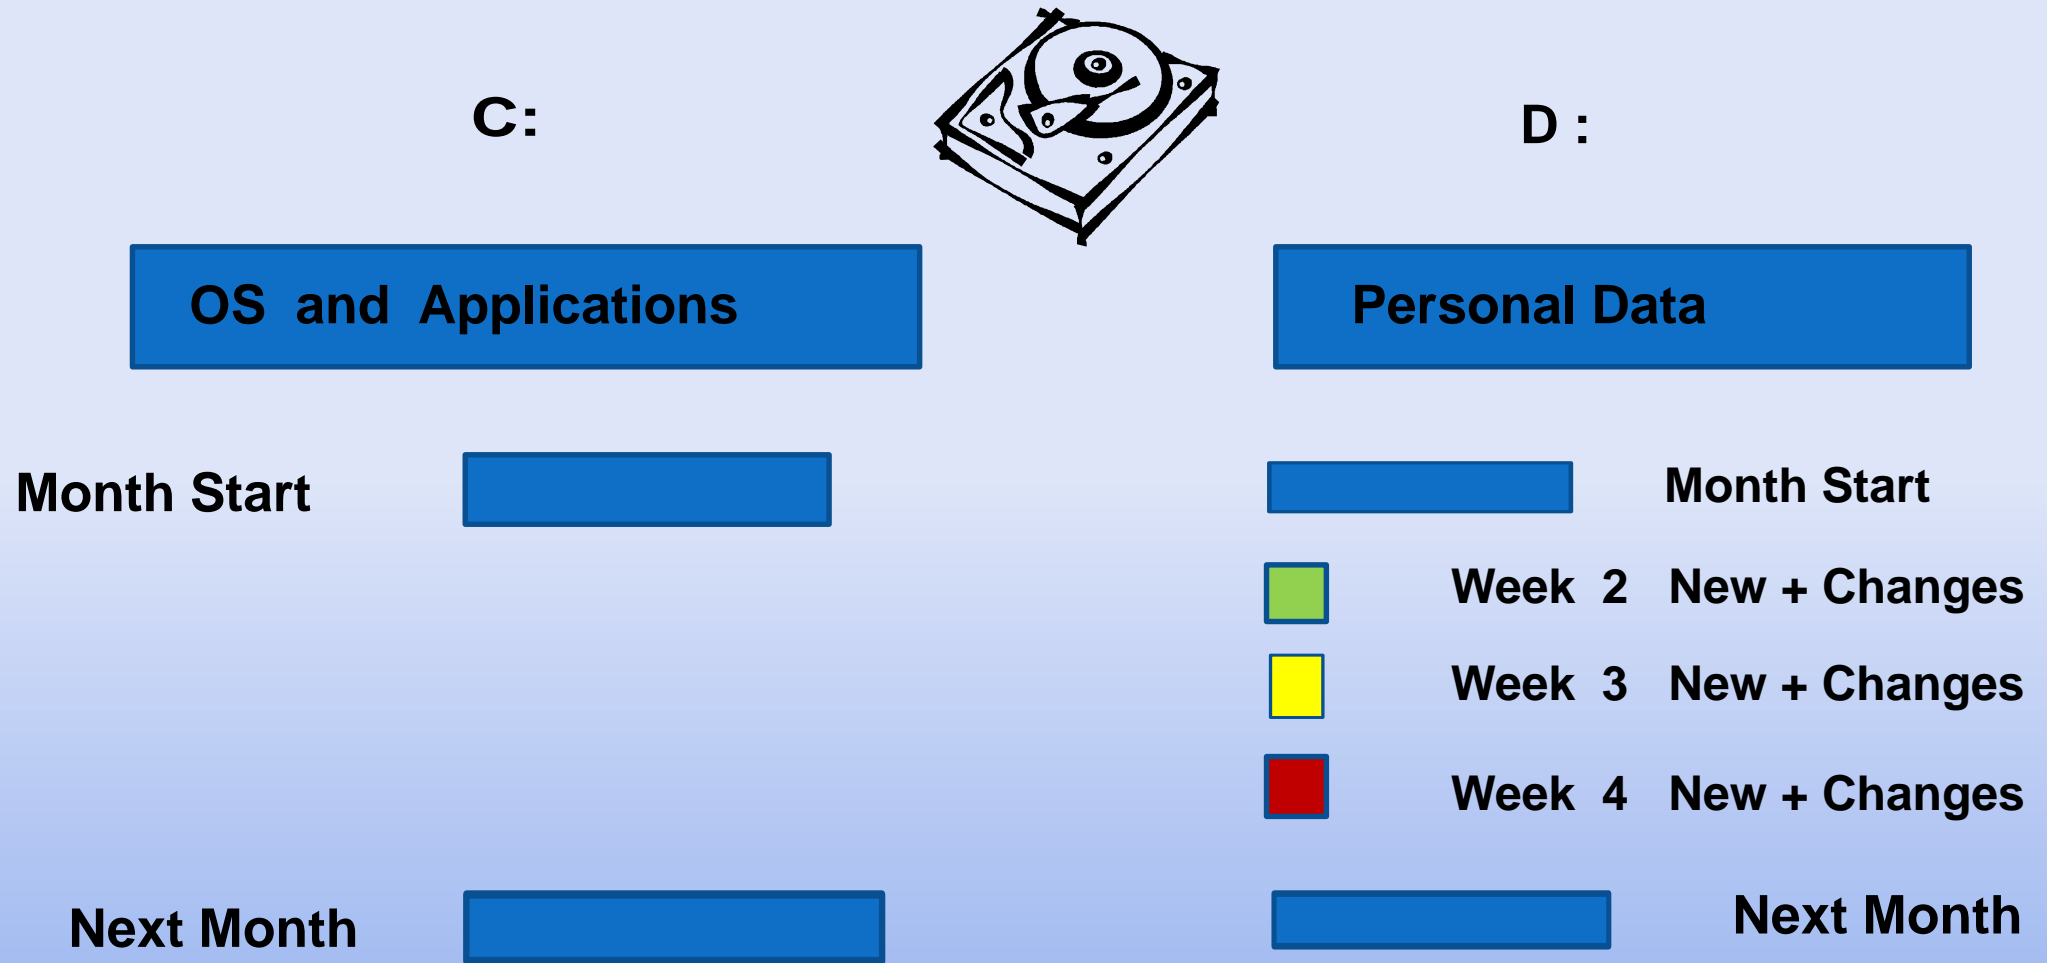 C:
D :
OS and Applications
Personal Data
Month Start
Month Start
Week 2 New + Changes
Week 3 New + Changes
Week 4 New + Changes
Next Month
Next Month